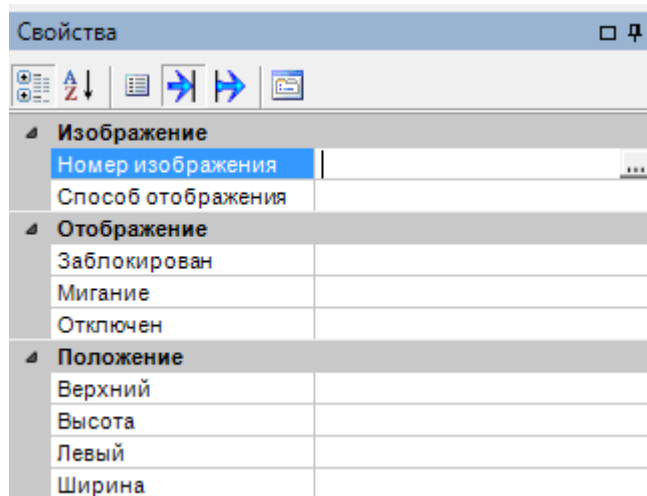 Свойства
Изображение
Номер изображения
...
Способ отображения
Отображение
Заблокирован
Мигание
Отключен
Положение
Верхний
Высота
Левый
Ширина